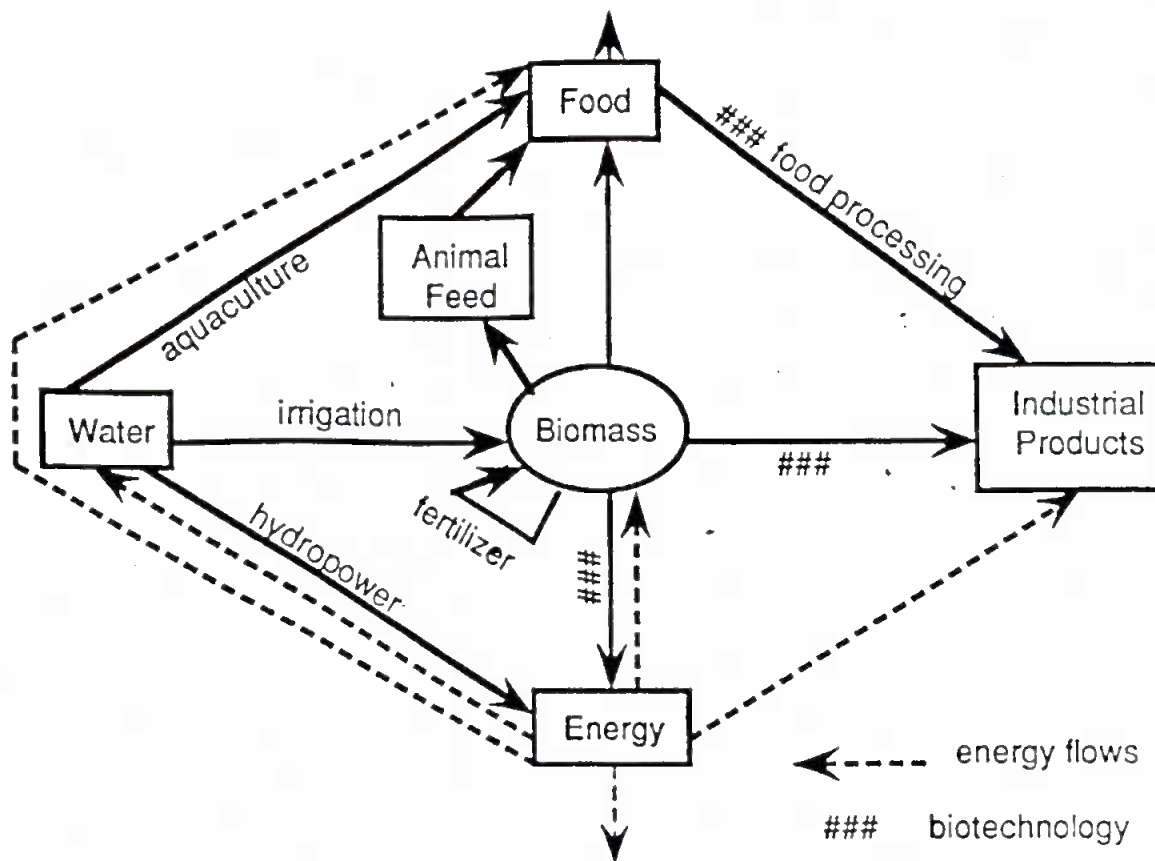 Food
### food processing
Animal
Feed
aquaculture
Water
irrigation
Biomass
###
Industrial
Products
fertilizer
hydropower
###
Energy
energy flows
### biotechnology